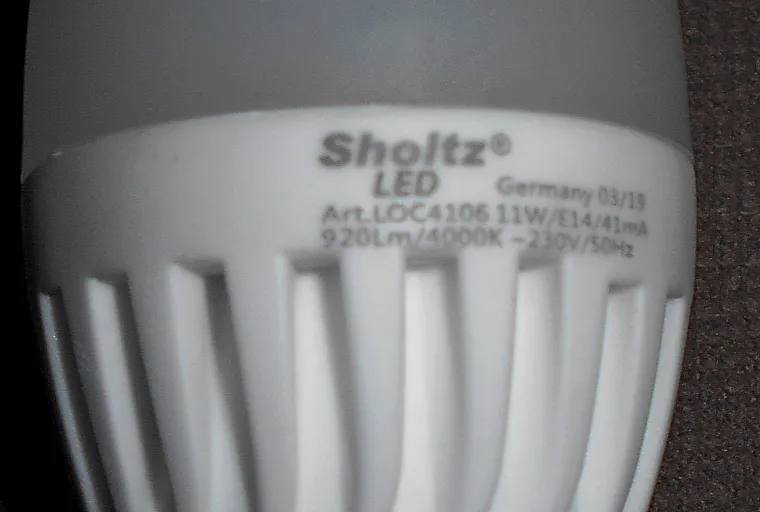 Sholtz®
LED Germany 03/19
Art.LOC4106 11W/E14/41mA
920Lm/4000K ~230V/50Hz